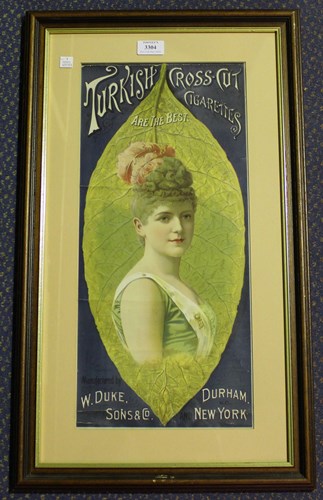 3304
TURKISH CROSS-CUT
CIGARETTES
ARE THE BEST.
W. DUKE,
SONS & CO.
DURHAM,
NEW YORK